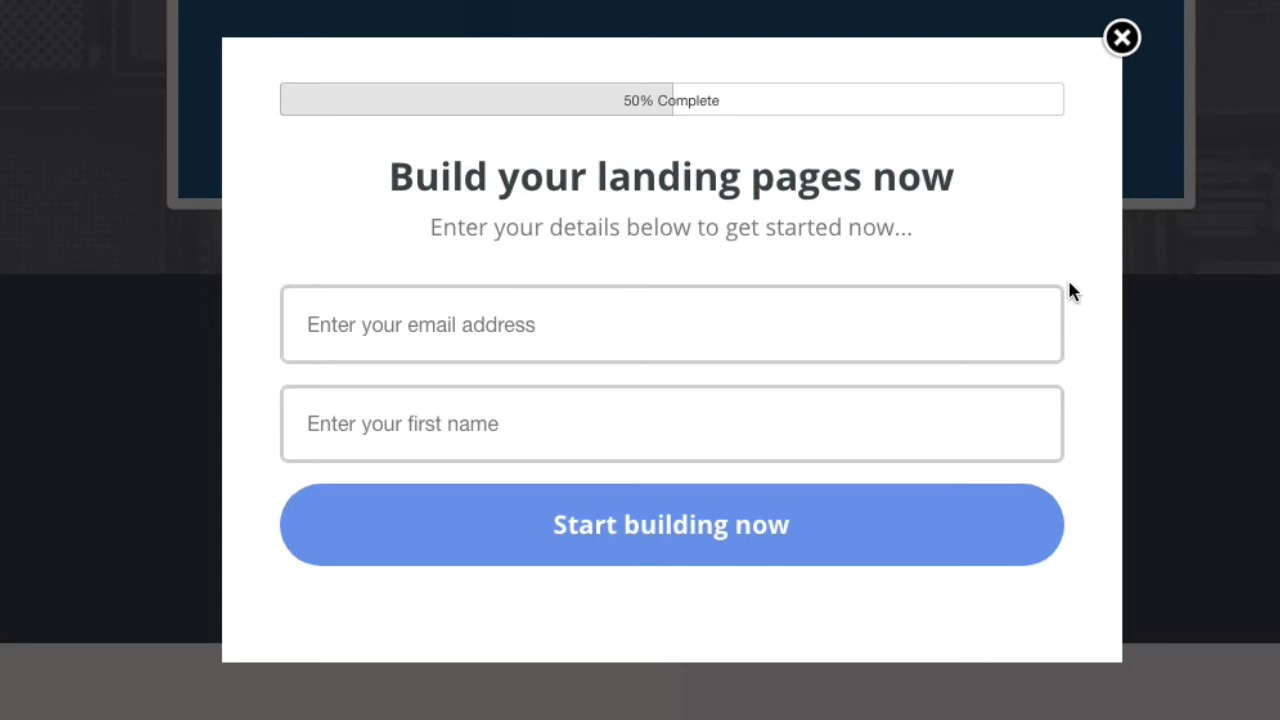 50% Complete
Build your landing pages now
Enter your details below to get started now...
Enter your email address
Enter your first name
Start building now